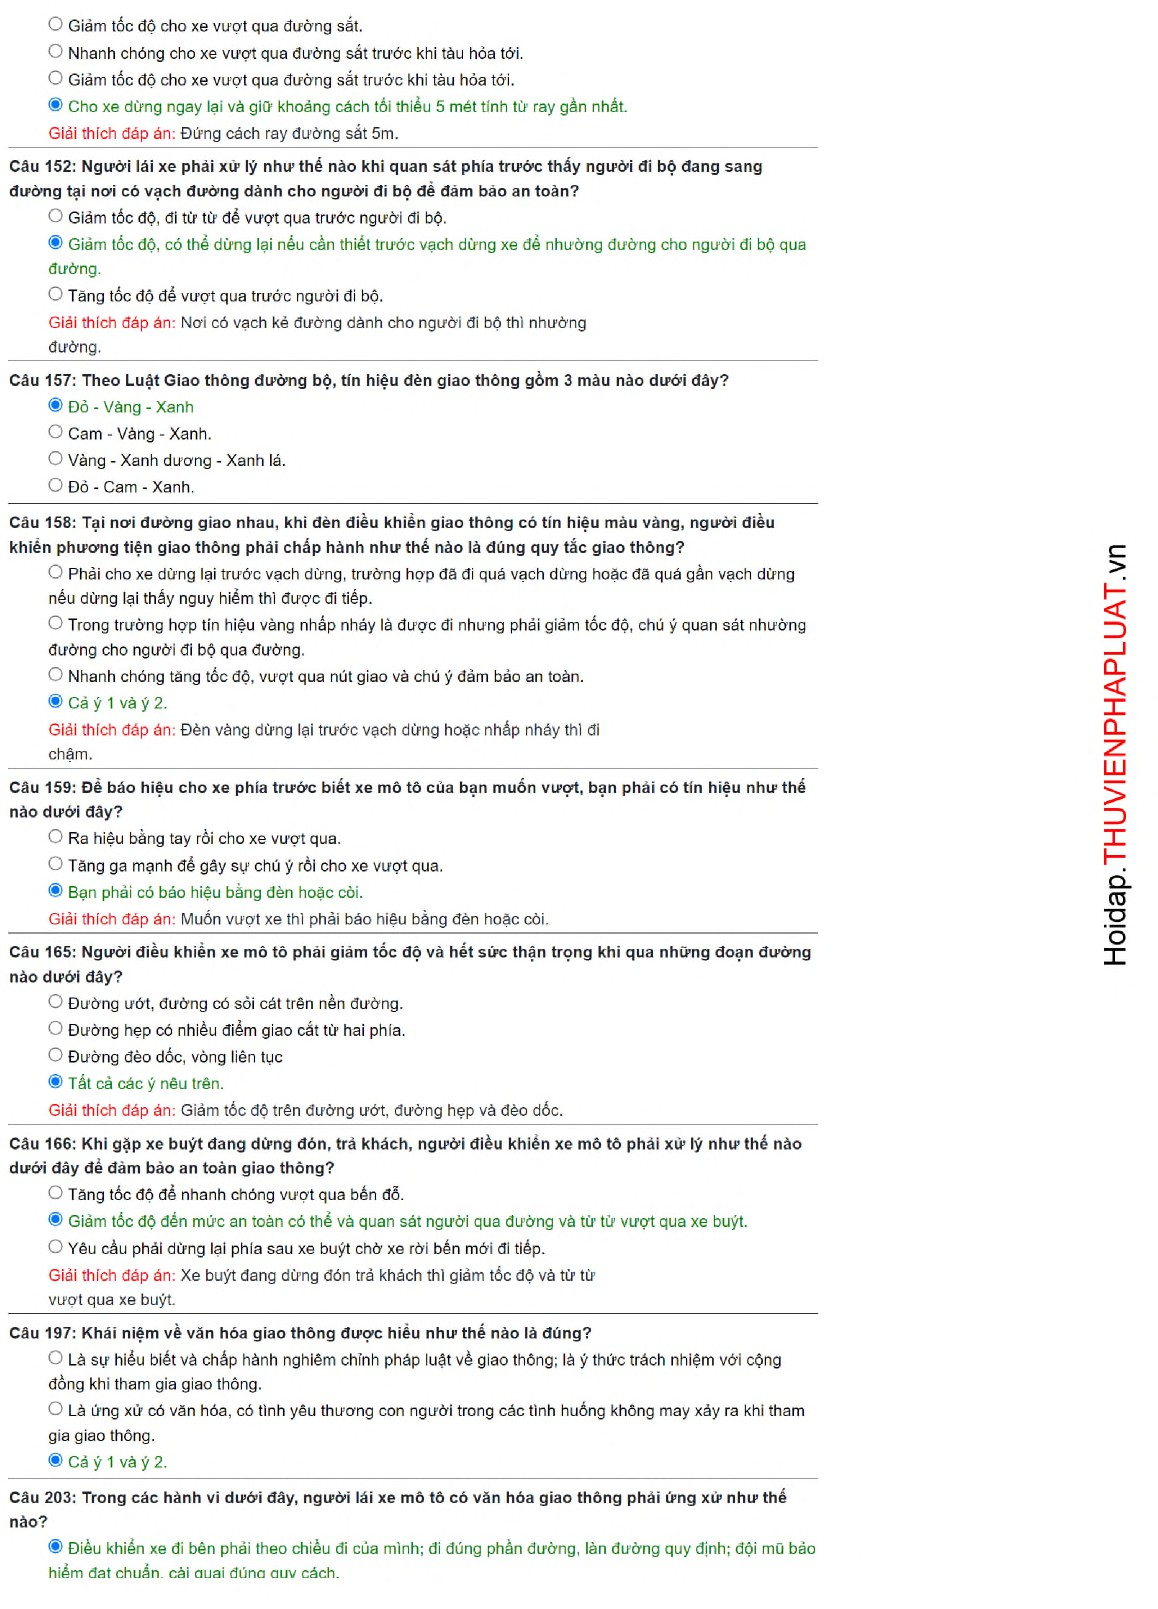 Giảm tốc độ cho xe vượt qua đường sắt.
Nhanh chóng cho xe vượt qua đường sắt trước khi tàu hỏa tới.
Giảm tốc độ cho xe vượt qua đường sắt trước khi tàu hỏa tới.
Cho xe dừng ngay lại và giữ khoảng cách tối thiểu 5 mét tính từ ray gần nhất.
Giải thích đáp án: Đứng cách ray đường sắt 5m.
Câu 152: Người lái xe phải xử lý như thế nào khi quan sát phía trước thấy người đi bộ đang sang
đường tại nơi có vạch đường dành cho người đi bộ để đảm bảo an toàn?
Giảm tốc độ, đi từ từ để vượt qua trước người đi bộ.
Giảm tốc độ, có thể dừng lại nếu cần thiết trước vạch dừng xe để nhường đường cho người đi bộ qua
đường.
Tăng tốc độ để vượt qua trước người đi bộ.
Giải thích đáp án: Nơi có vạch kẻ đường dành cho người đi bộ thì nhường
đường.
Câu 157: Theo Luật Giao thông đường bộ, tín hiệu đèn giao thông gồm 3 màu nào dưới đây?
Đỏ - Vàng - Xanh
Cam - Vàng - Xanh.
Vàng - Xanh dương - Xanh lá.
Đỏ - Cam - Xanh.
Câu 158: Tại nơi đường giao nhau, khi đèn điều khiển giao thông có tín hiệu màu vàng, người điều
khiển phương tiện giao thông phải chấp hành như thế nào là đúng quy tắc giao thông?
Phải cho xe dừng lại trước vạch dừng, trường hợp đã đi quá vạch dừng hoặc đã quá gần vạch dừng
nếu dừng lại thấy nguy hiểm thì được đi tiếp.
Trong trường hợp tín hiệu vàng nhấp nháy là được đi nhưng phải giảm tốc độ, chú ý quan sát nhường
đường cho người đi bộ qua đường.
Nhanh chóng tăng tốc độ, vượt qua nút giao và chú ý đảm bảo an toàn.
Cả ý 1 và ý 2.
Giải thích đáp án: Đèn vàng dừng lại trước vạch dừng hoặc nhấp nháy thì đi
chậm.
Câu 159: Để báo hiệu cho xe phía trước biết xe mô tô của bạn muốn vượt, bạn phải có tín hiệu như thế
nào dưới đây?
Ra hiệu bằng tay rồi cho xe vượt qua.
Tăng ga mạnh để gây sự chú ý rồi cho xe vượt qua.
Bạn phải có báo hiệu bằng đèn hoặc còi.
Giải thích đáp án: Muốn vượt xe thì phải báo hiệu bằng đèn hoặc còi.
Câu 165: Người điều khiển xe mô tô phải giảm tốc độ và hết sức thận trọng khi qua những đoạn đường
nào dưới đây?
Đường ướt, đường có sỏi cát trên nền đường.
Đường hẹp có nhiều điểm giao cắt từ hai phía.
Đường đèo dốc, vòng liên tục
Tất cả các ý nêu trên.
Giải thích đáp án: Giảm tốc độ trên đường ướt, đường hẹp và đèo dốc.
Câu 166: Khi gặp xe buýt đang dừng đón, trả khách, người điều khiển xe mô tô phải xử lý như thế nào
dưới đây để đảm bảo an toàn giao thông?
Tăng tốc độ để nhanh chóng vượt qua bến đỗ.
Giảm tốc độ đến mức an toàn có thể và quan sát người qua đường và từ từ vượt qua xe buýt.
Yêu cầu phải dừng lại phía sau xe buýt chờ xe rời bến mới đi tiếp.
Giải thích đáp án: Xe buýt đang dừng đón trả khách thì giảm tốc độ và từ từ
vượt qua xe buýt.
Câu 197: Khái niệm về văn hóa giao thông được hiểu như thế nào là đúng?
Là sự hiểu biết và chấp hành nghiêm chỉnh pháp luật về giao thông; là ý thức trách nhiệm với cộng
đồng khi tham gia giao thông.
Là ứng xử có văn hóa, có tình yêu thương con người trong các tình huống không may xảy ra khi tham
gia giao thông.
Cả ý 1 và ý 2.
Câu 203: Trong các hành vi dưới đây, người lái xe mô tô có văn hóa giao thông phải ứng xử như thế
nào?
Điều khiển xe đi bên phải theo chiều đi của mình; đi đúng phần đường, làn đường quy định; đội mũ bảo
hiểm đạt chuẩn, cài quai đúng quy cách.
Hoidap.THUVIENPHAPLUAT.vn